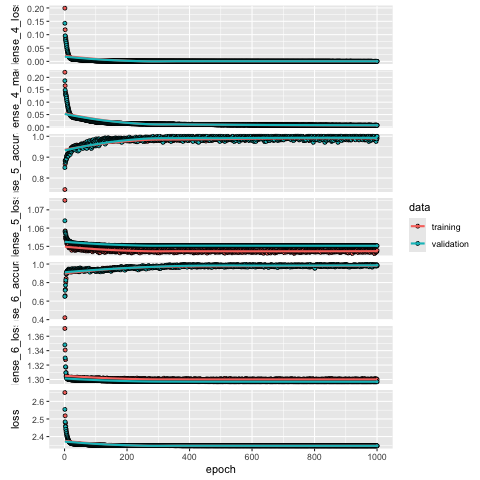 ense_4_los
0.20
0.15
0.10
0.05
0.00
ense_4_ma
0.20
0.15
0.10
0.05
0.00
se_5_accur
1.0
0.9
0.8
ense_5_los
1.07
1.06
1.05
se_6_accur
1.0
0.8
0.6
0.4
ense_6_los
1.36
1.34
1.32
1.30
loss
2.6
2.5
2.4
0 200 400 600 800 1000
epoch
data
training
validation